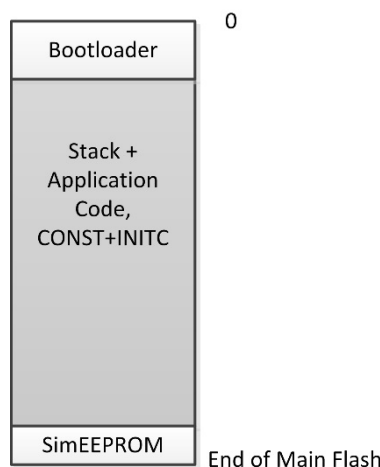 0
Bootloader
Stack +
Application
Code,
CONST+INITC
SimEEPROM
End of Main Flash